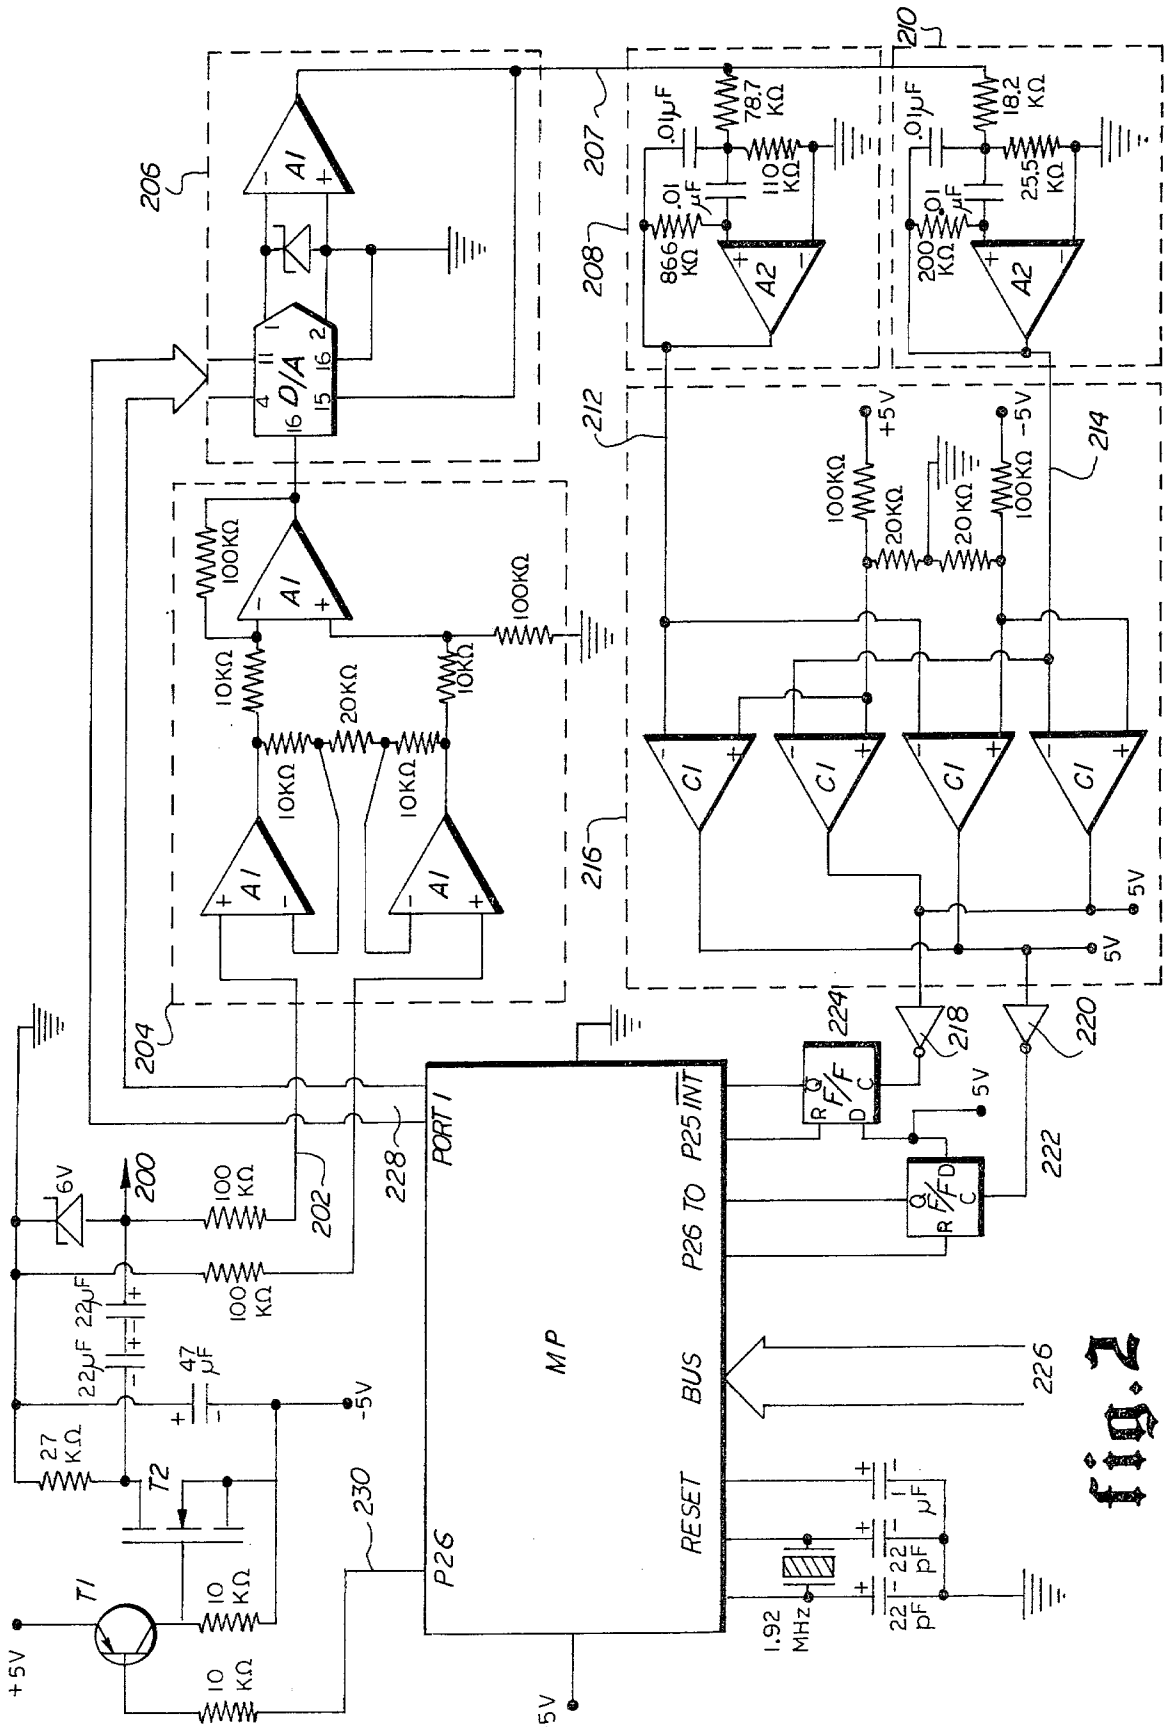 206
A1
-
+
1
2
11
4
D/A
16
16
15
207
208
210
.01µF
78.7
KΩ
.01
µF
110
KΩ
866
KΩ
+
-
A2
.01µF
18.2
KΩ
.01
µF
25.5
KΩ
200
KΩ
+
-
A2
204
100KΩ
A1
-
+
100KΩ
10KΩ
10KΩ
20KΩ
10KΩ
10KΩ
A1
+
-
A1
-
+
212
214
216
+5V
-5V
100KΩ
20KΩ
20KΩ
100KΩ
-
+
C1
-
+
C1
-
+
C1
-
+
C1
5V
5V
218
220
222
224
Q
F/F
R
D
C
5V
Q
F/F
D
R
C
6V
200
100
KΩ
100
KΩ
202
228
22µF
22µF
+
-
+
-
47
µF
+
-
-5V
27
KΩ
T2
T1
+5V
10
KΩ
10
KΩ
230
PORT 1
P26
MP
P25 INT
P26 TO
BUS
RESET
5V
226
1.92
MHz
+
-
22
pF
+
-
22
pF
+
-
1
µF
fig. 2